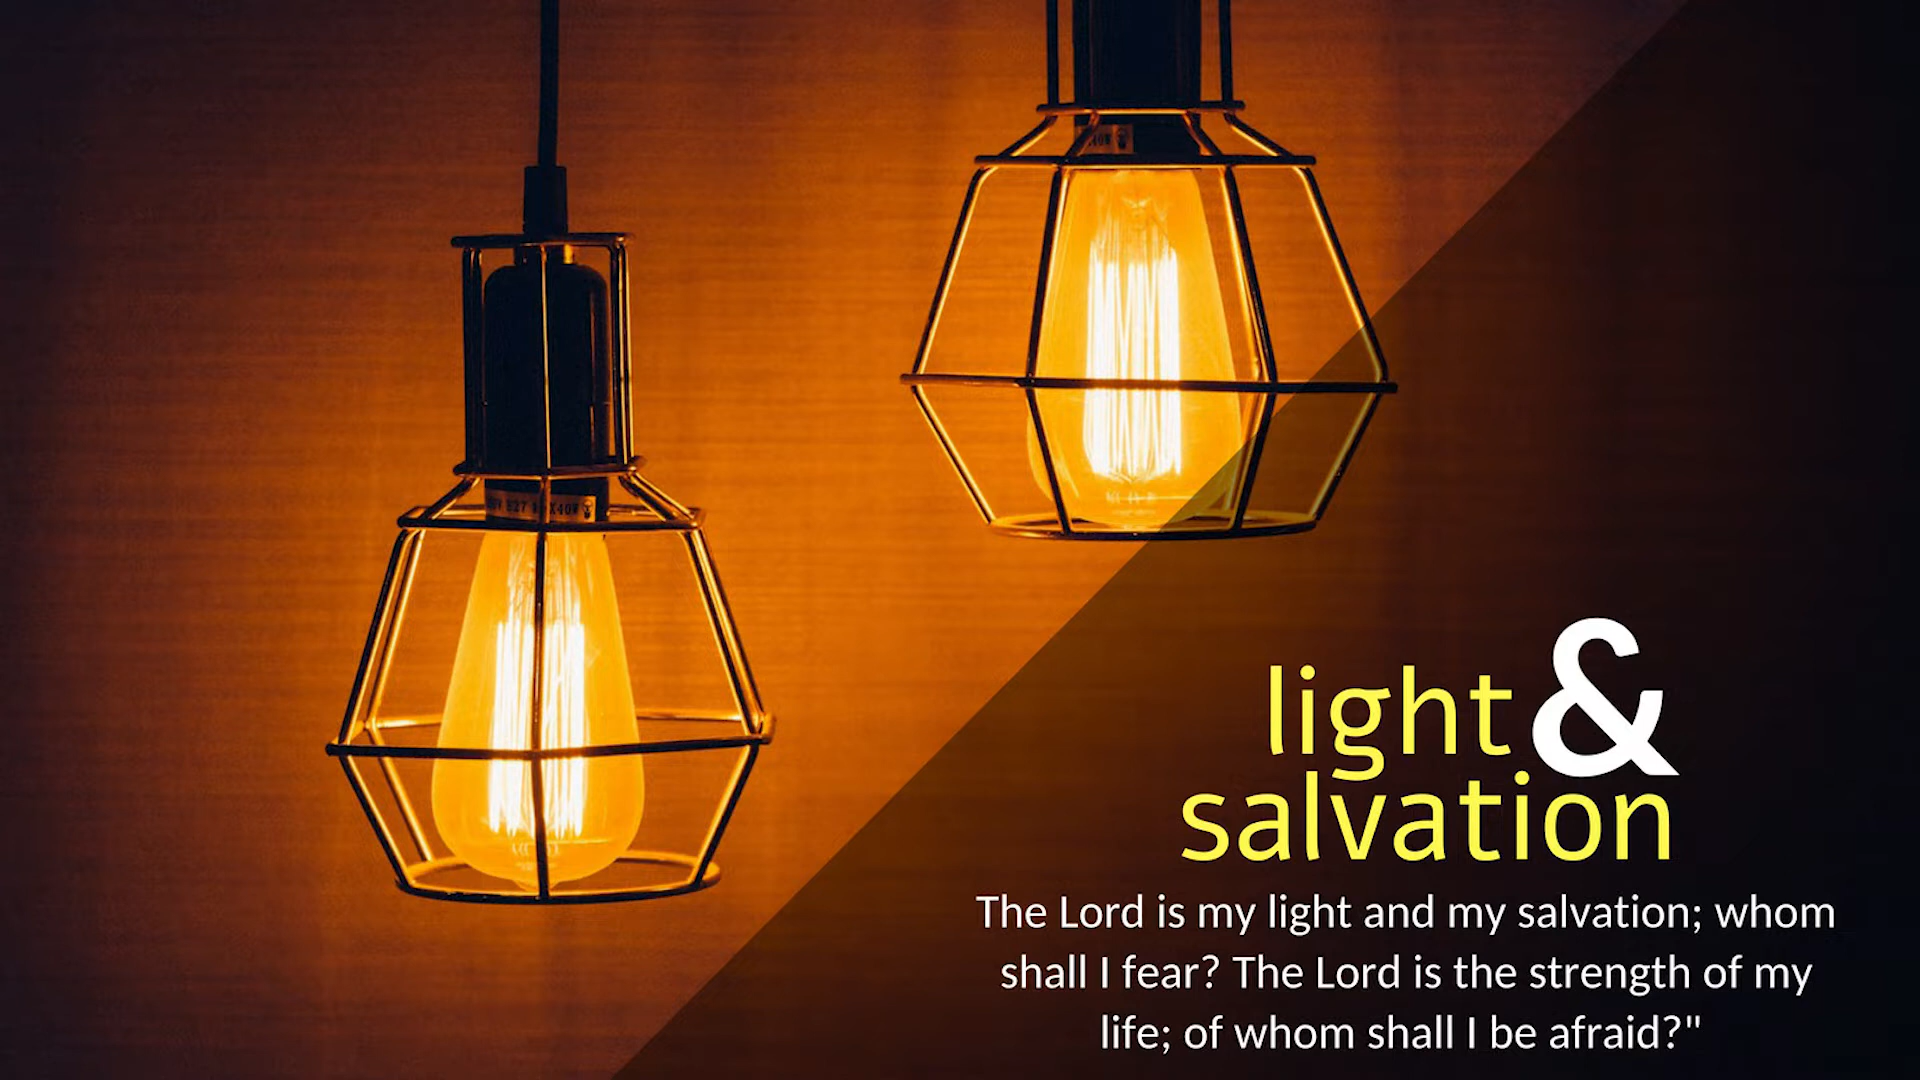 light &
salvation
The Lord is my light and my salvation; whom
shall I fear? The Lord is the strength of my
life; of whom shall I be afraid?"